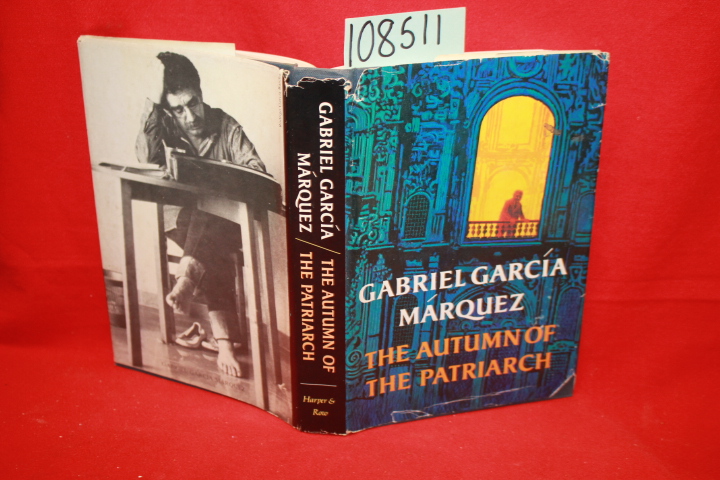 108511
GABRIEL GARCÍA
MÁRQUEZ
THE AUTUMN OF
THE PATRIARCH
Harper &
Row
GABRIEL GARCÍA
MÁRQUEZ
THE AUTUMN OF
THE PATRIARCH